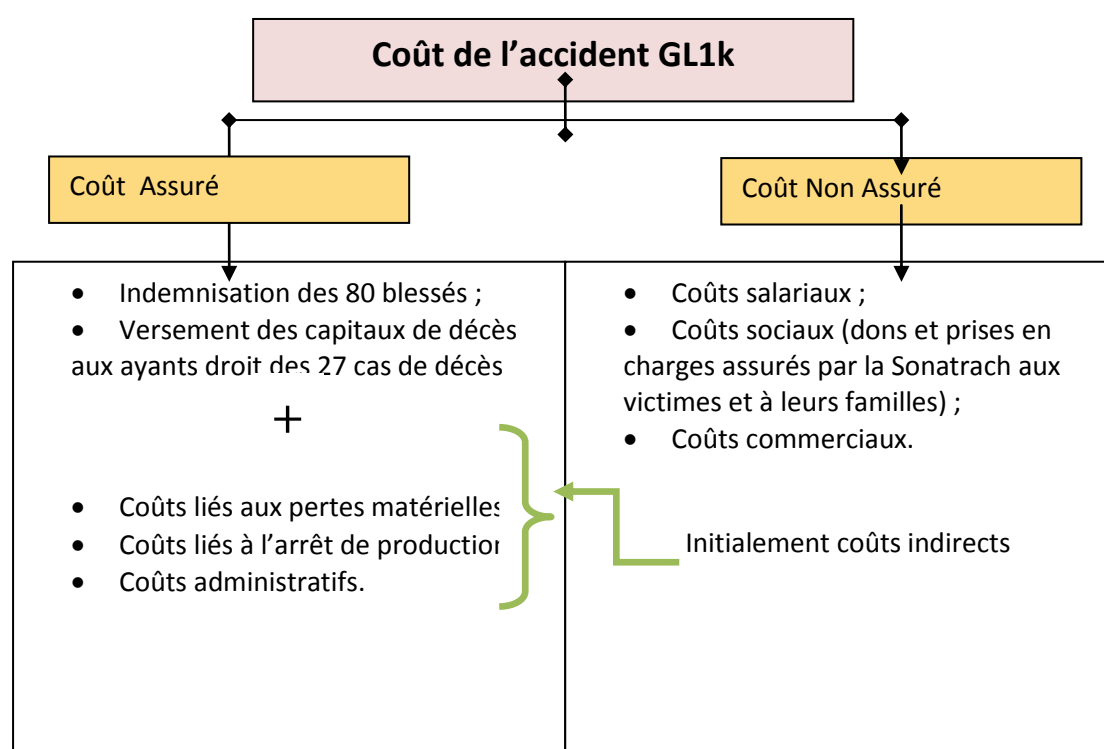 Coût de l’accident GL1k
Coût Assuré
Coût Non Assuré
• Indemnisation des 80 blessés ;
• Versement des capitaux de décès
aux ayants droit des 27 cas de décès
+
• Coûts liés aux pertes matérielles
• Coûts liés à l’arrêt de production
• Coûts administratifs.
• Coûts salariaux ;
• Coûts sociaux (dons et prises en
charges assurés par la Sonatrach aux
victimes et à leurs familles) ;
• Coûts commerciaux.
Initialement coûts indirects